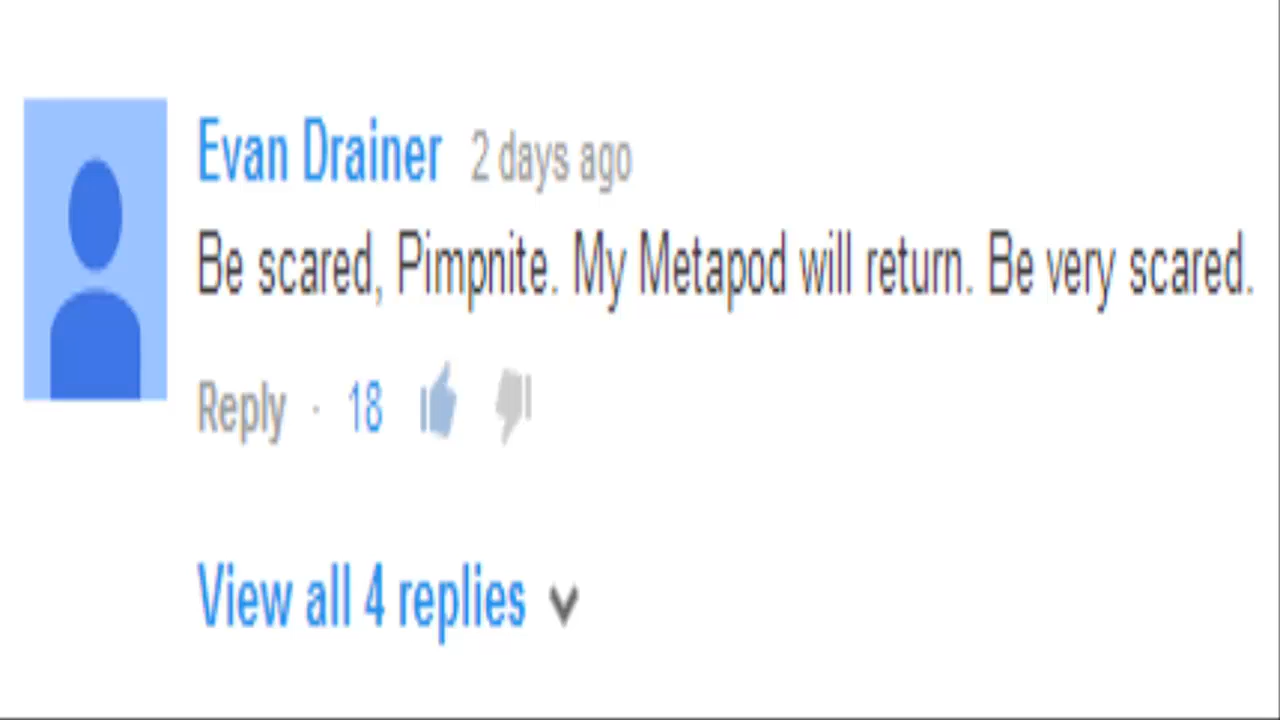 Evan Drainer 2 days ago
Be scared, Pimpnite. My Metapod will return. Be very scared.
Reply · 18
View all 4 replies